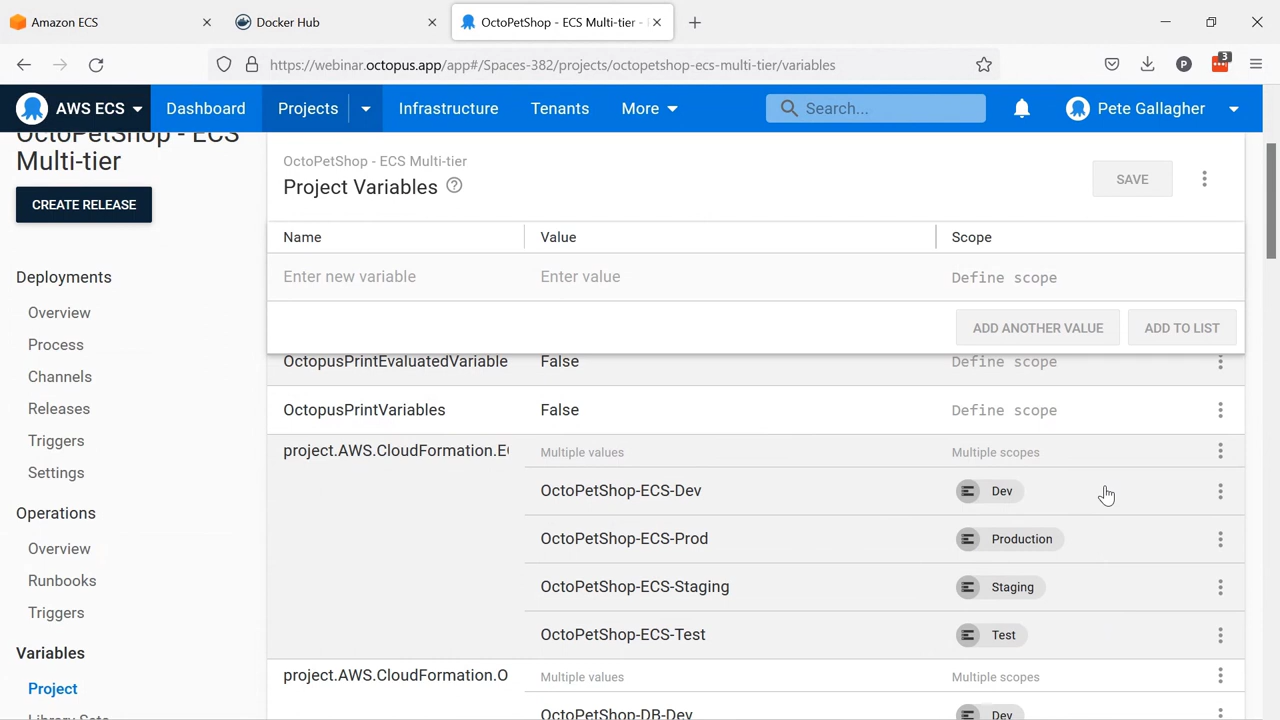 Amazon ECS
Docker Hub
OctoPetShop - ECS Multi-tier -
https://webinar.octopus.app/app#/Spaces-382/projects/octopetshop-ecs-multi-tier/variables
3
P
AWS ECS
Dashboard
Projects
Infrastructure
Tenants
More
Search...
Pete Gallagher
OctoPetShop - ECS
Multi-tier
CREATE RELEASE
Deployments
Overview
Process
Channels
Releases
Triggers
Settings
Operations
Overview
Runbooks
Triggers
Variables
Project
Library Sets
OctoPetShop - ECS Multi-tier
Project Variables
SAVE
Name Value Scope
Enter new variable Enter value Define scope
ADD ANOTHER VALUE ADD TO LIST
OctopusPrintEvaluatedVariable False Define scope
OctopusPrintVariables False Define scope
project.AWS.CloudFormation.E Multiple values Multiple scopes
OctoPetShop-ECS-Dev Dev
OctoPetShop-ECS-Prod Production
OctoPetShop-ECS-Staging Staging
OctoPetShop-ECS-Test Test
project.AWS.CloudFormation.O Multiple values Multiple scopes
OctoPetShop-DB-Dev Dev